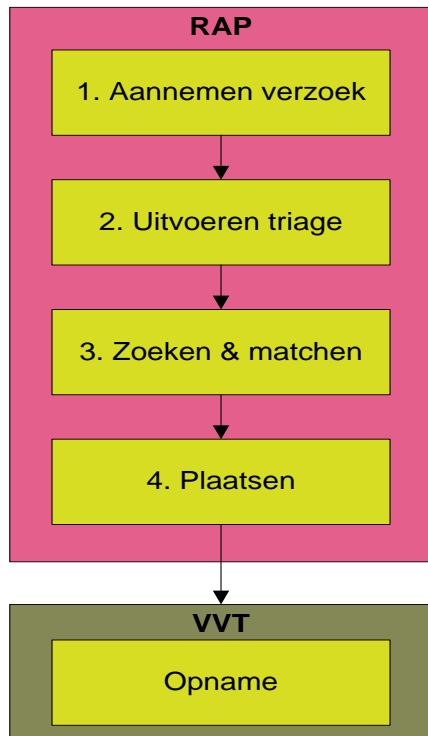 RAP
1. Aannemen verzoek
2. Uitvoeren triage
3. Zoeken & matchen
4. Plaatsen
VVT
Opname